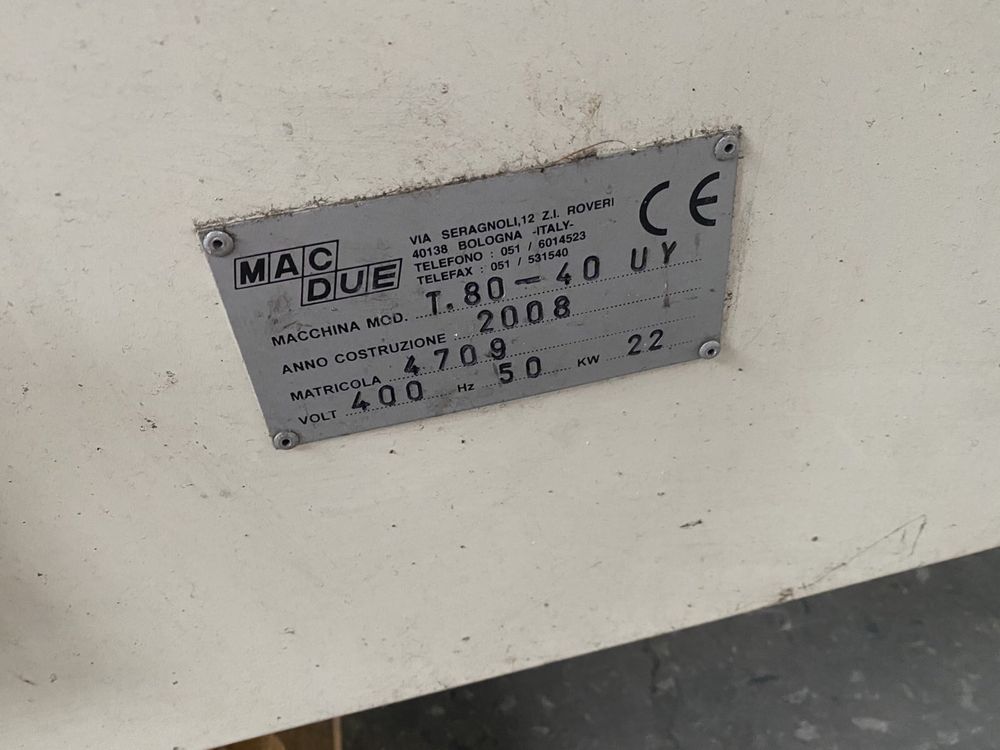 MAC DUE
VIA SERAGNOLI,12 Z.I. ROVERI
40138 BOLOGNA -ITALY-
TELEFONO : 051 / 6014523
TELEFAX : 051 / 531540
CE
MACCHINA MOD. T.80-40 UY
ANNO COSTRUZIONE 2008
MATRICOLA 4709
VOLT 400 Hz 50 KW 22